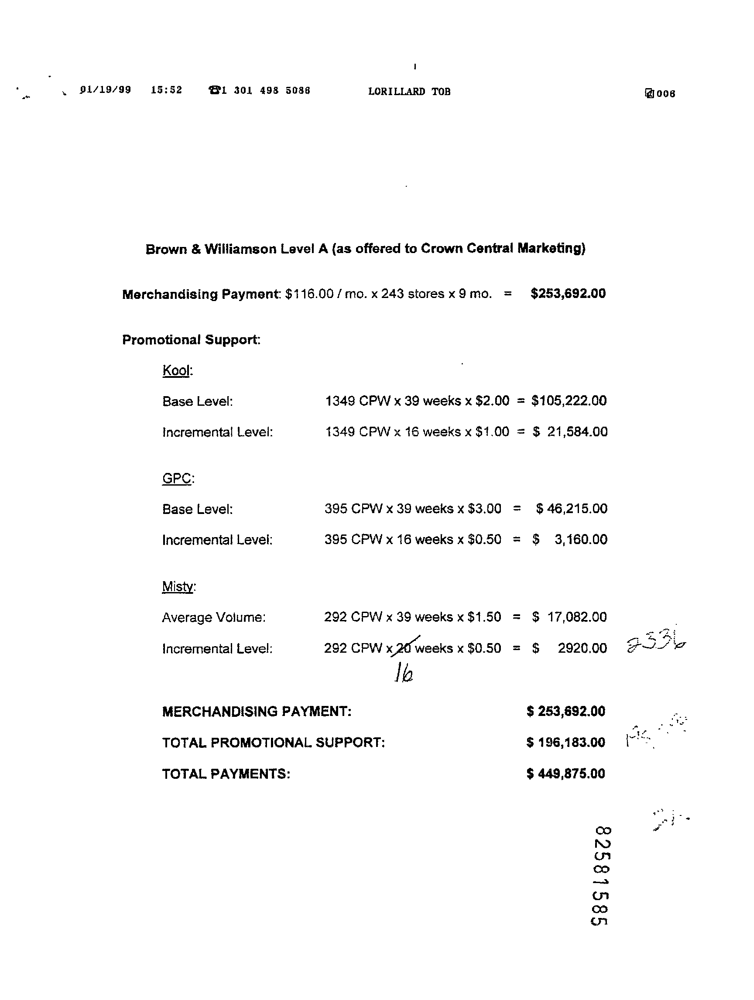 01/19/99 15:52 ☎1 301 498 5086 LORILLARD TOB 006
Brown & Williamson Level A (as offered to Crown Central Marketing)
Merchandising Payment: $116.00 / mo. x 243 stores x 9 mo. = $253,692.00
Promotional Support:
Kool:
Base Level: 1349 CPW x 39 weeks x $2.00 = $105,222.00
Incremental Level: 1349 CPW x 16 weeks x $1.00 = $ 21,584.00
GPC:
Base Level: 395 CPW x 39 weeks x $3.00 = $ 46,215.00
Incremental Level: 395 CPW x 16 weeks x $0.50 = $ 3,160.00
Misty:
Average Volume: 292 CPW x 39 weeks x $1.50 = $ 17,082.00
Incremental Level: 292 CPW x 20 weeks x $0.50 = $ 2920.00 2336
16
MERCHANDISING PAYMENT: $ 253,692.00
TOTAL PROMOTIONAL SUPPORT: $ 196,183.00
TOTAL PAYMENTS: $ 449,875.00
82581585